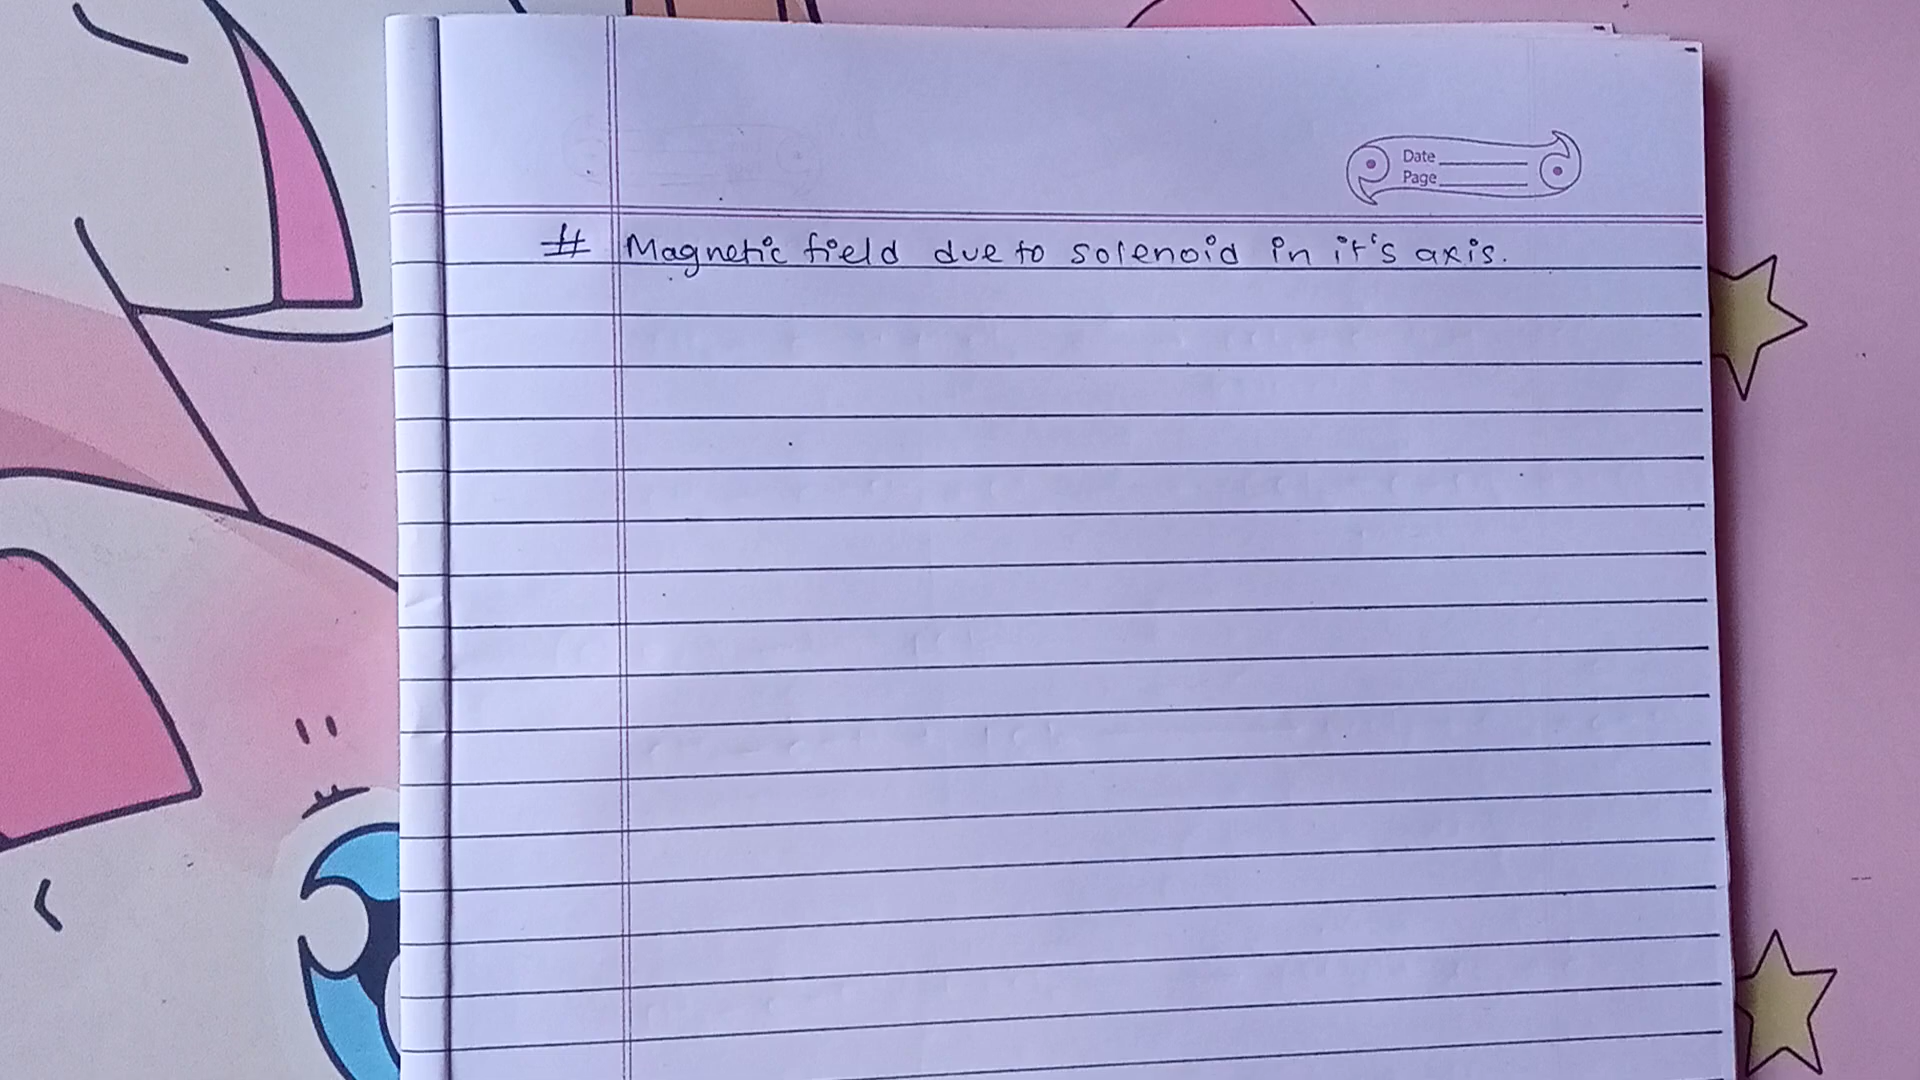 Date
Page
# Magnetic field due to solenoid in it's axis.